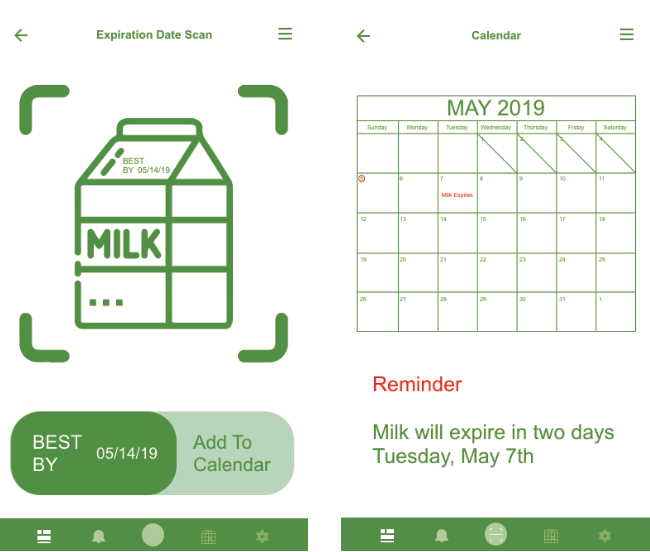 Expiration Date Scan
BEST
BY 05/14/19
MILK
BEST
BY
05/14/19
Add To
Calendar
Calendar
MAY 2019
Sunday Monday Tuesday Wednesday Thursday Friday Saturday
1 2 3 4
5 6 7 8 9 10 11
Milk Expires
12 13 14 15 16 17 18
19 20 21 22 23 24 25
26 27 28 29 30 31 1
Reminder
Milk will expire in two days
Tuesday, May 7th